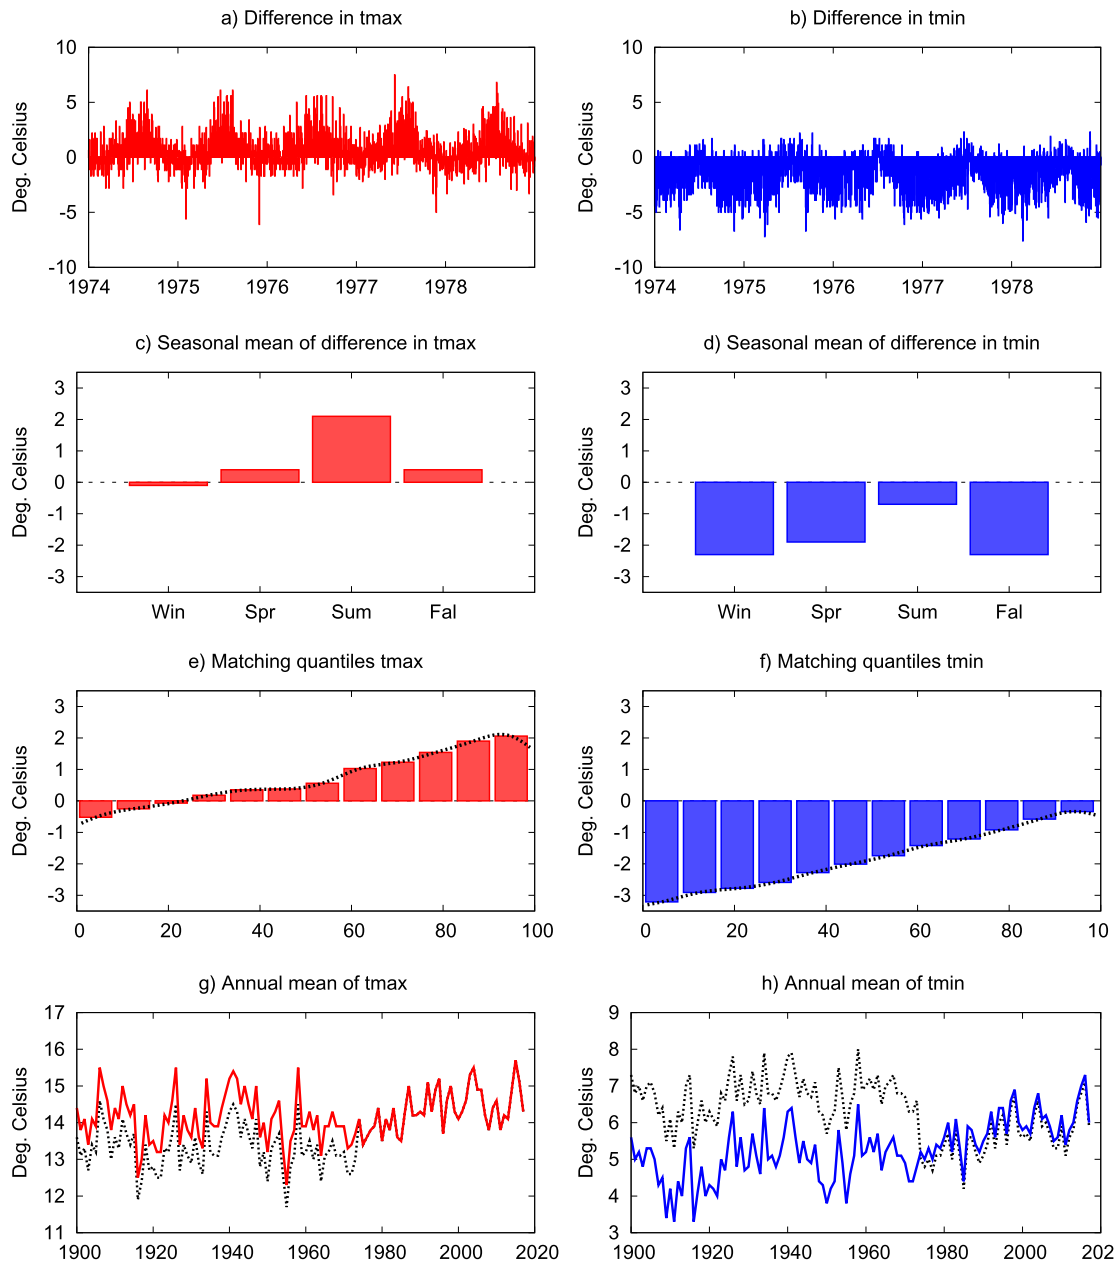 a) Difference in tmax
b) Difference in tmin
10
5
0
-5
-10
Deg. Celsius
1974 1975 1976 1977 1978
10
5
0
-5
-10
Deg. Celsius
1974 1975 1976 1977 1978
c) Seasonal mean of difference in tmax
d) Seasonal mean of difference in tmin
3
2
1
0
-1
-2
-3
Deg. Celsius
Win Spr Sum Fal
3
2
1
0
-1
-2
-3
Deg. Celsius
Win Spr Sum Fal
e) Matching quantiles tmax
f) Matching quantiles tmin
3
2
1
0
-1
-2
-3
Deg. Celsius
0 20 40 60 80 100
3
2
1
0
-1
-2
-3
Deg. Celsius
0 20 40 60 80 10
g) Annual mean of tmax
h) Annual mean of tmin
17
16
15
14
13
12
11
Deg. Celsius
1900 1920 1940 1960 1980 2000 2020
9
8
7
6
5
4
3
Deg. Celsius
1900 1920 1940 1960 1980 2000 202